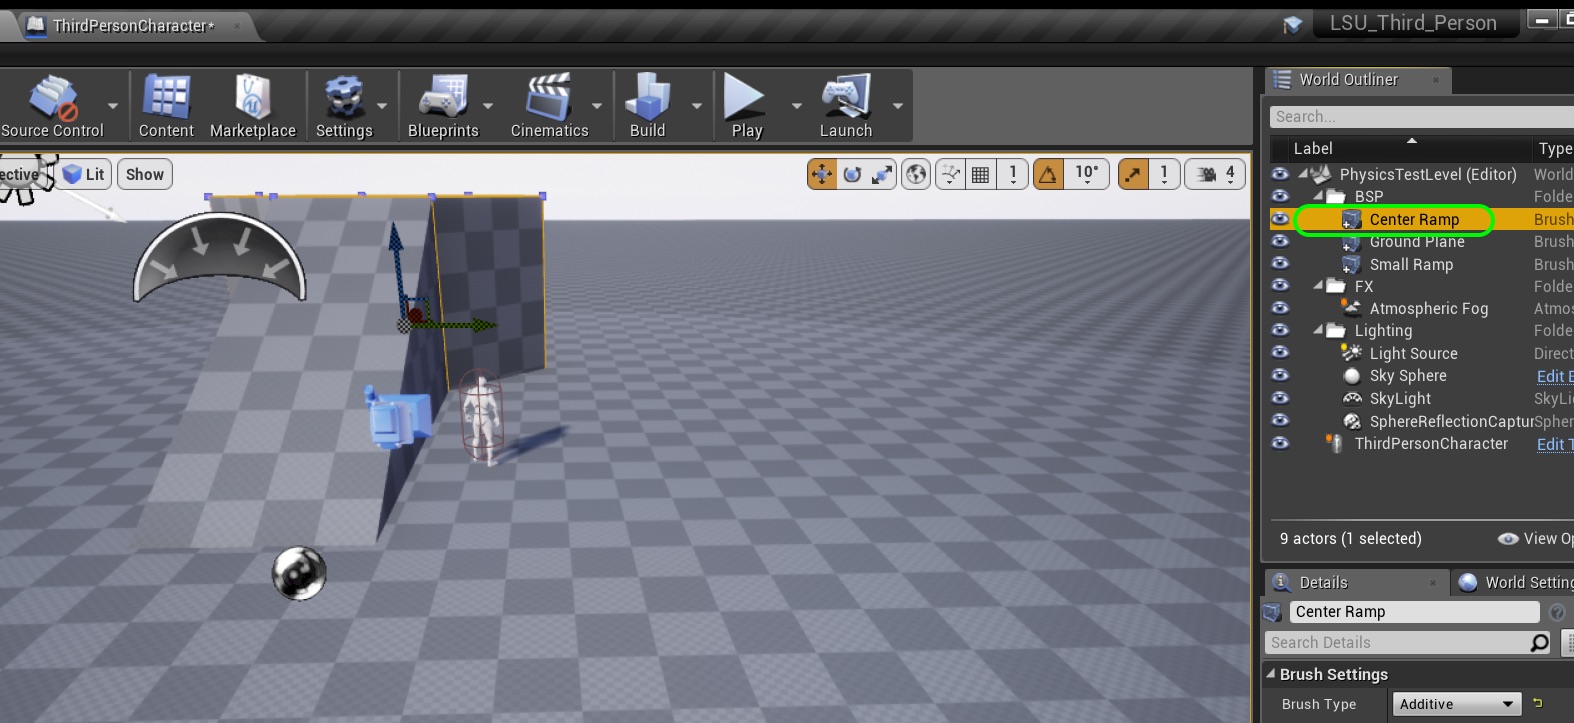 ThirdPersonCharacter*
LSU_Third_Person
Source Control
Content
Marketplace
Settings
Blueprints
Cinematics
Build
Play
Launch
World Outliner
Search...
Label
Type
ective
Lit
Show
1
10°
1
4
PhysicsTestLevel (Editor)
World
BSP
Folde
Center Ramp
Brush
Ground Plane
Brush
Small Ramp
Brush
FX
Folde
Atmospheric Fog
Atmos
Lighting
Folde
Light Source
Direct
Sky Sphere
Edit E
SkyLight
SkyLi
SphereReflectionCaptur
Spher
ThirdPersonCharacter
Edit T
9 actors (1 selected)
View Op
Details
World Setting
Center Ramp
Search Details
Brush Settings
Brush Type
Additive